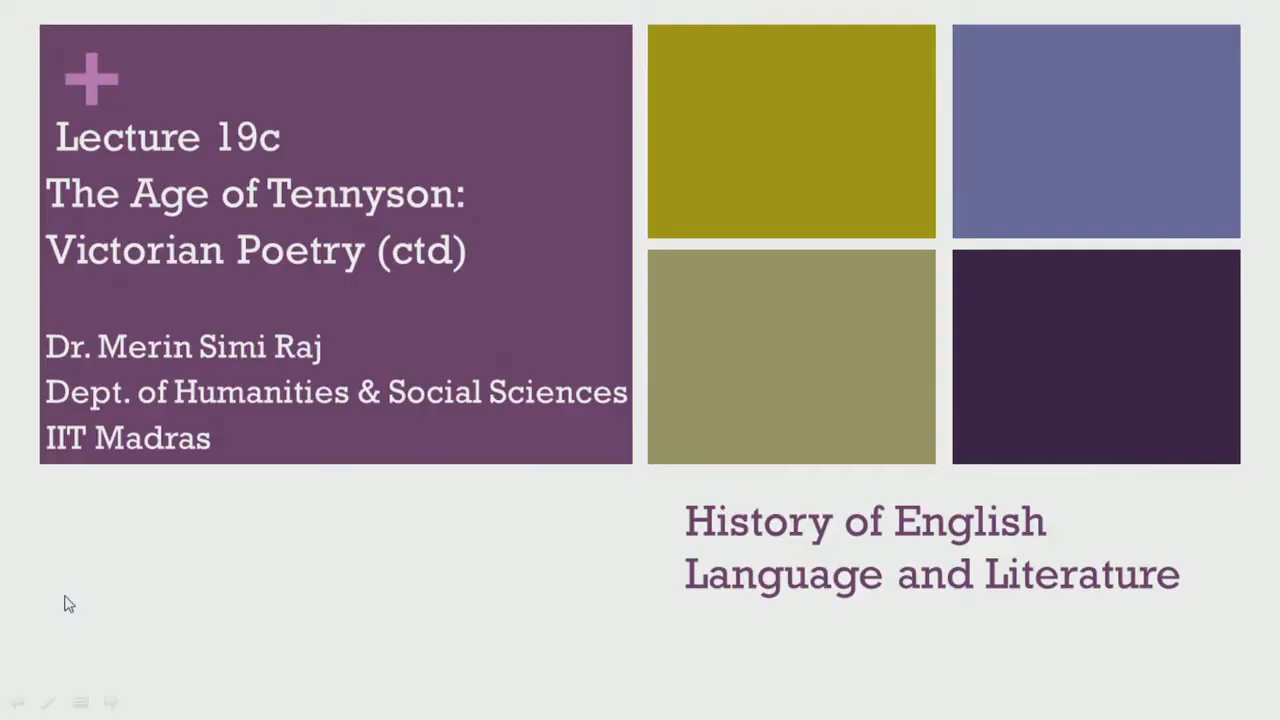 Lecture 19c
The Age of Tennyson:
Victorian Poetry (ctd)
Dr. Merin Simi Raj
Dept. of Humanities & Social Sciences
IIT Madras
History of English
Language and Literature